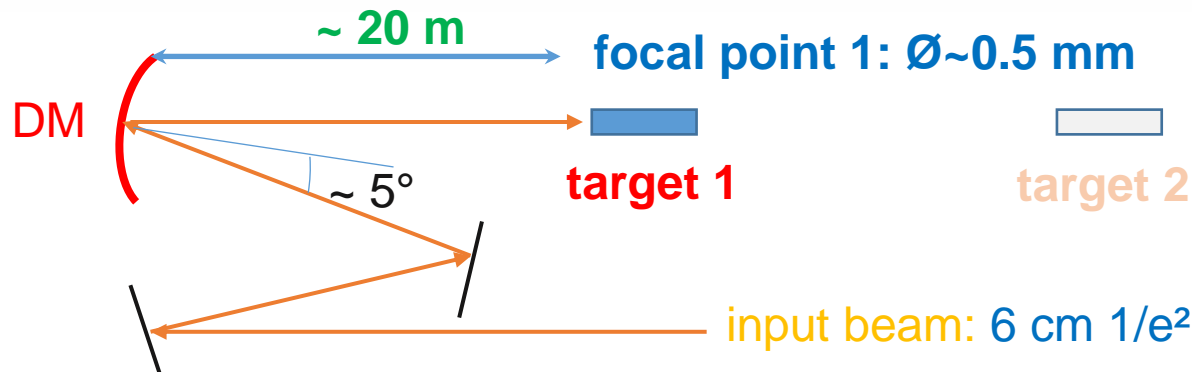 ~ 20 m
focal point 1: Ø~0.5 mm
DM
target 1
target 2
~ 5°
input beam: 6 cm 1/e²